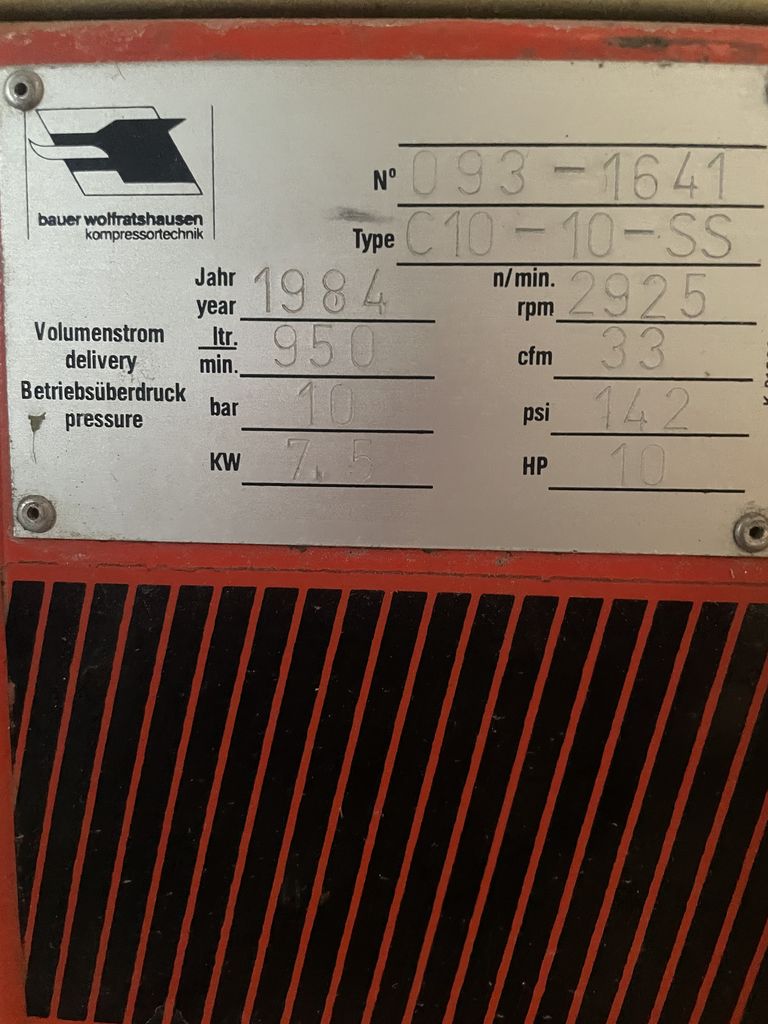 bauer wolfratshausen
kompressortechnik
Nº 093-1641
Type C10-10-SS
Jahr
year 1984
n/min.
rpm 2925
Volumenstrom
delivery
ltr.
min. 950
cfm 33
Betriebsüberdruck
pressure
bar 10
psi 142
KW 7.5
HP 10